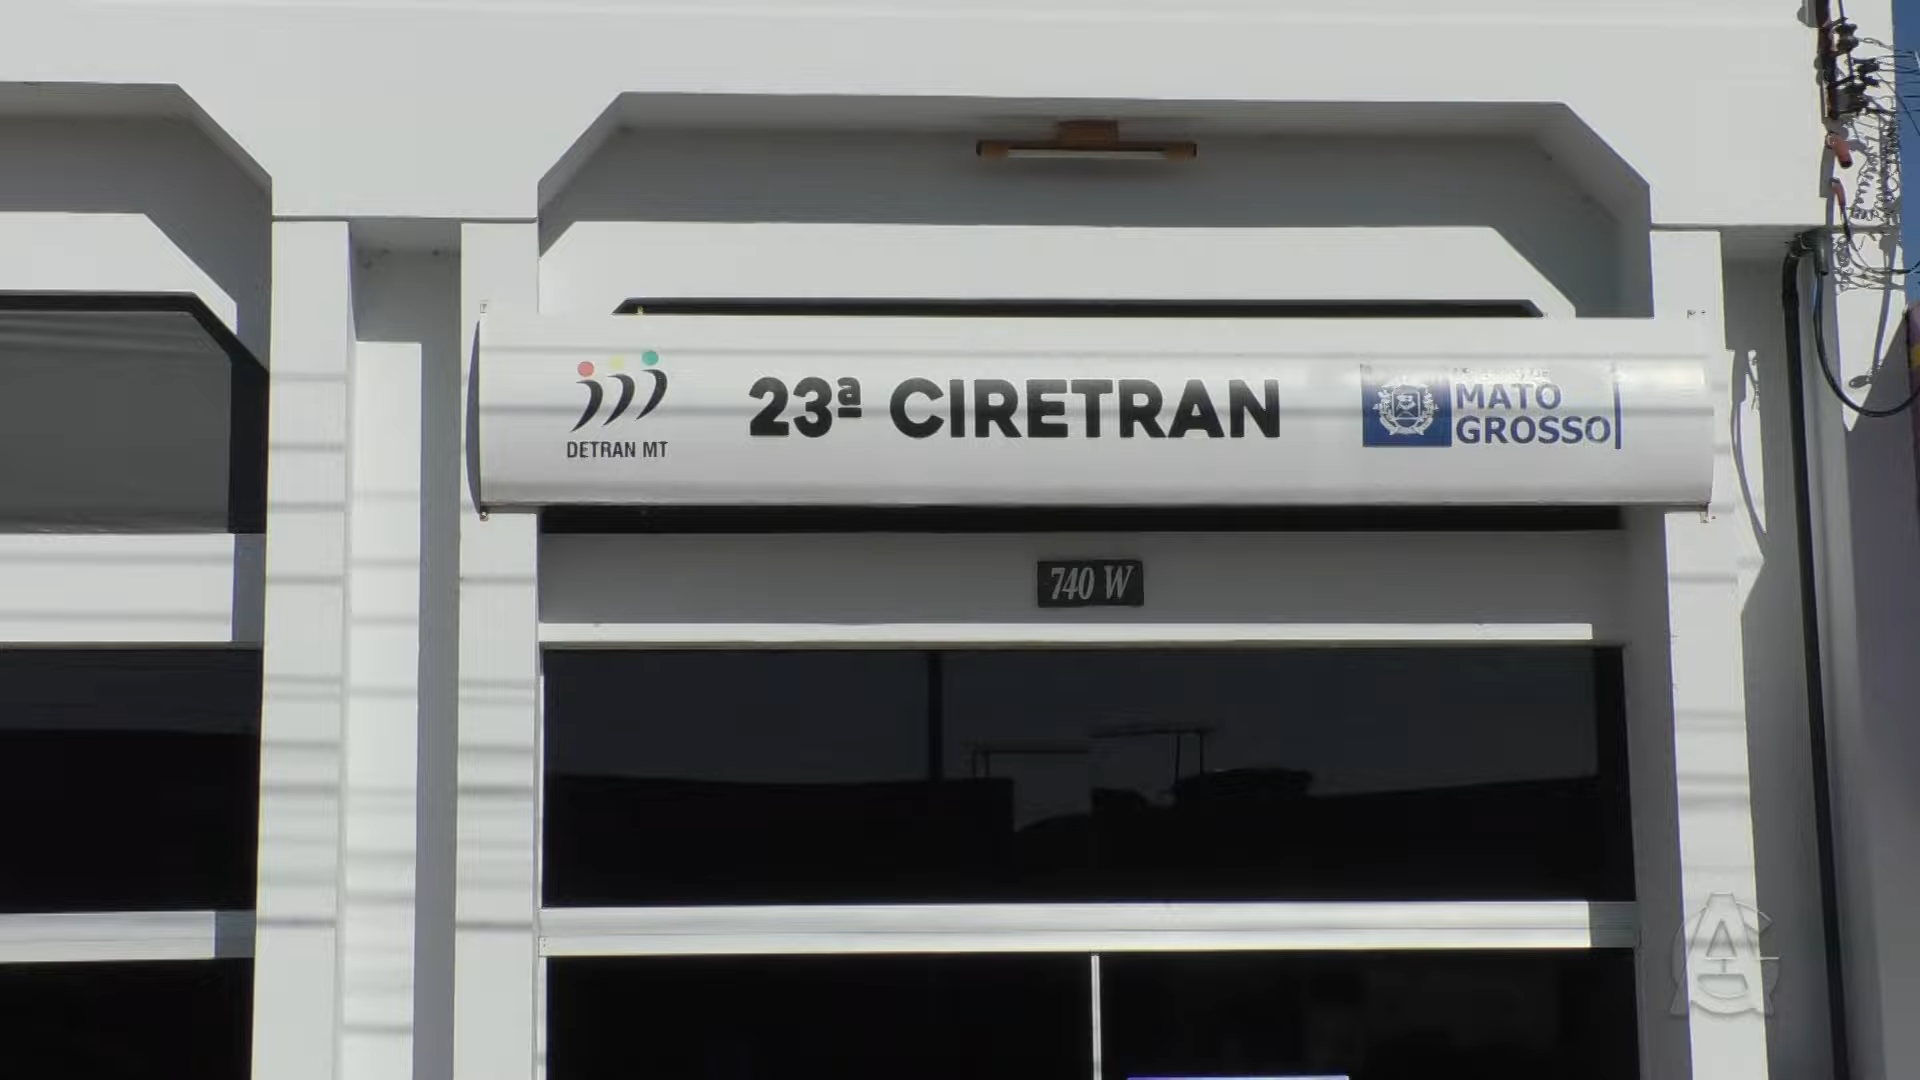 DETRAN MT
23ª CIRETRAN
MATO
GROSSO
740 W